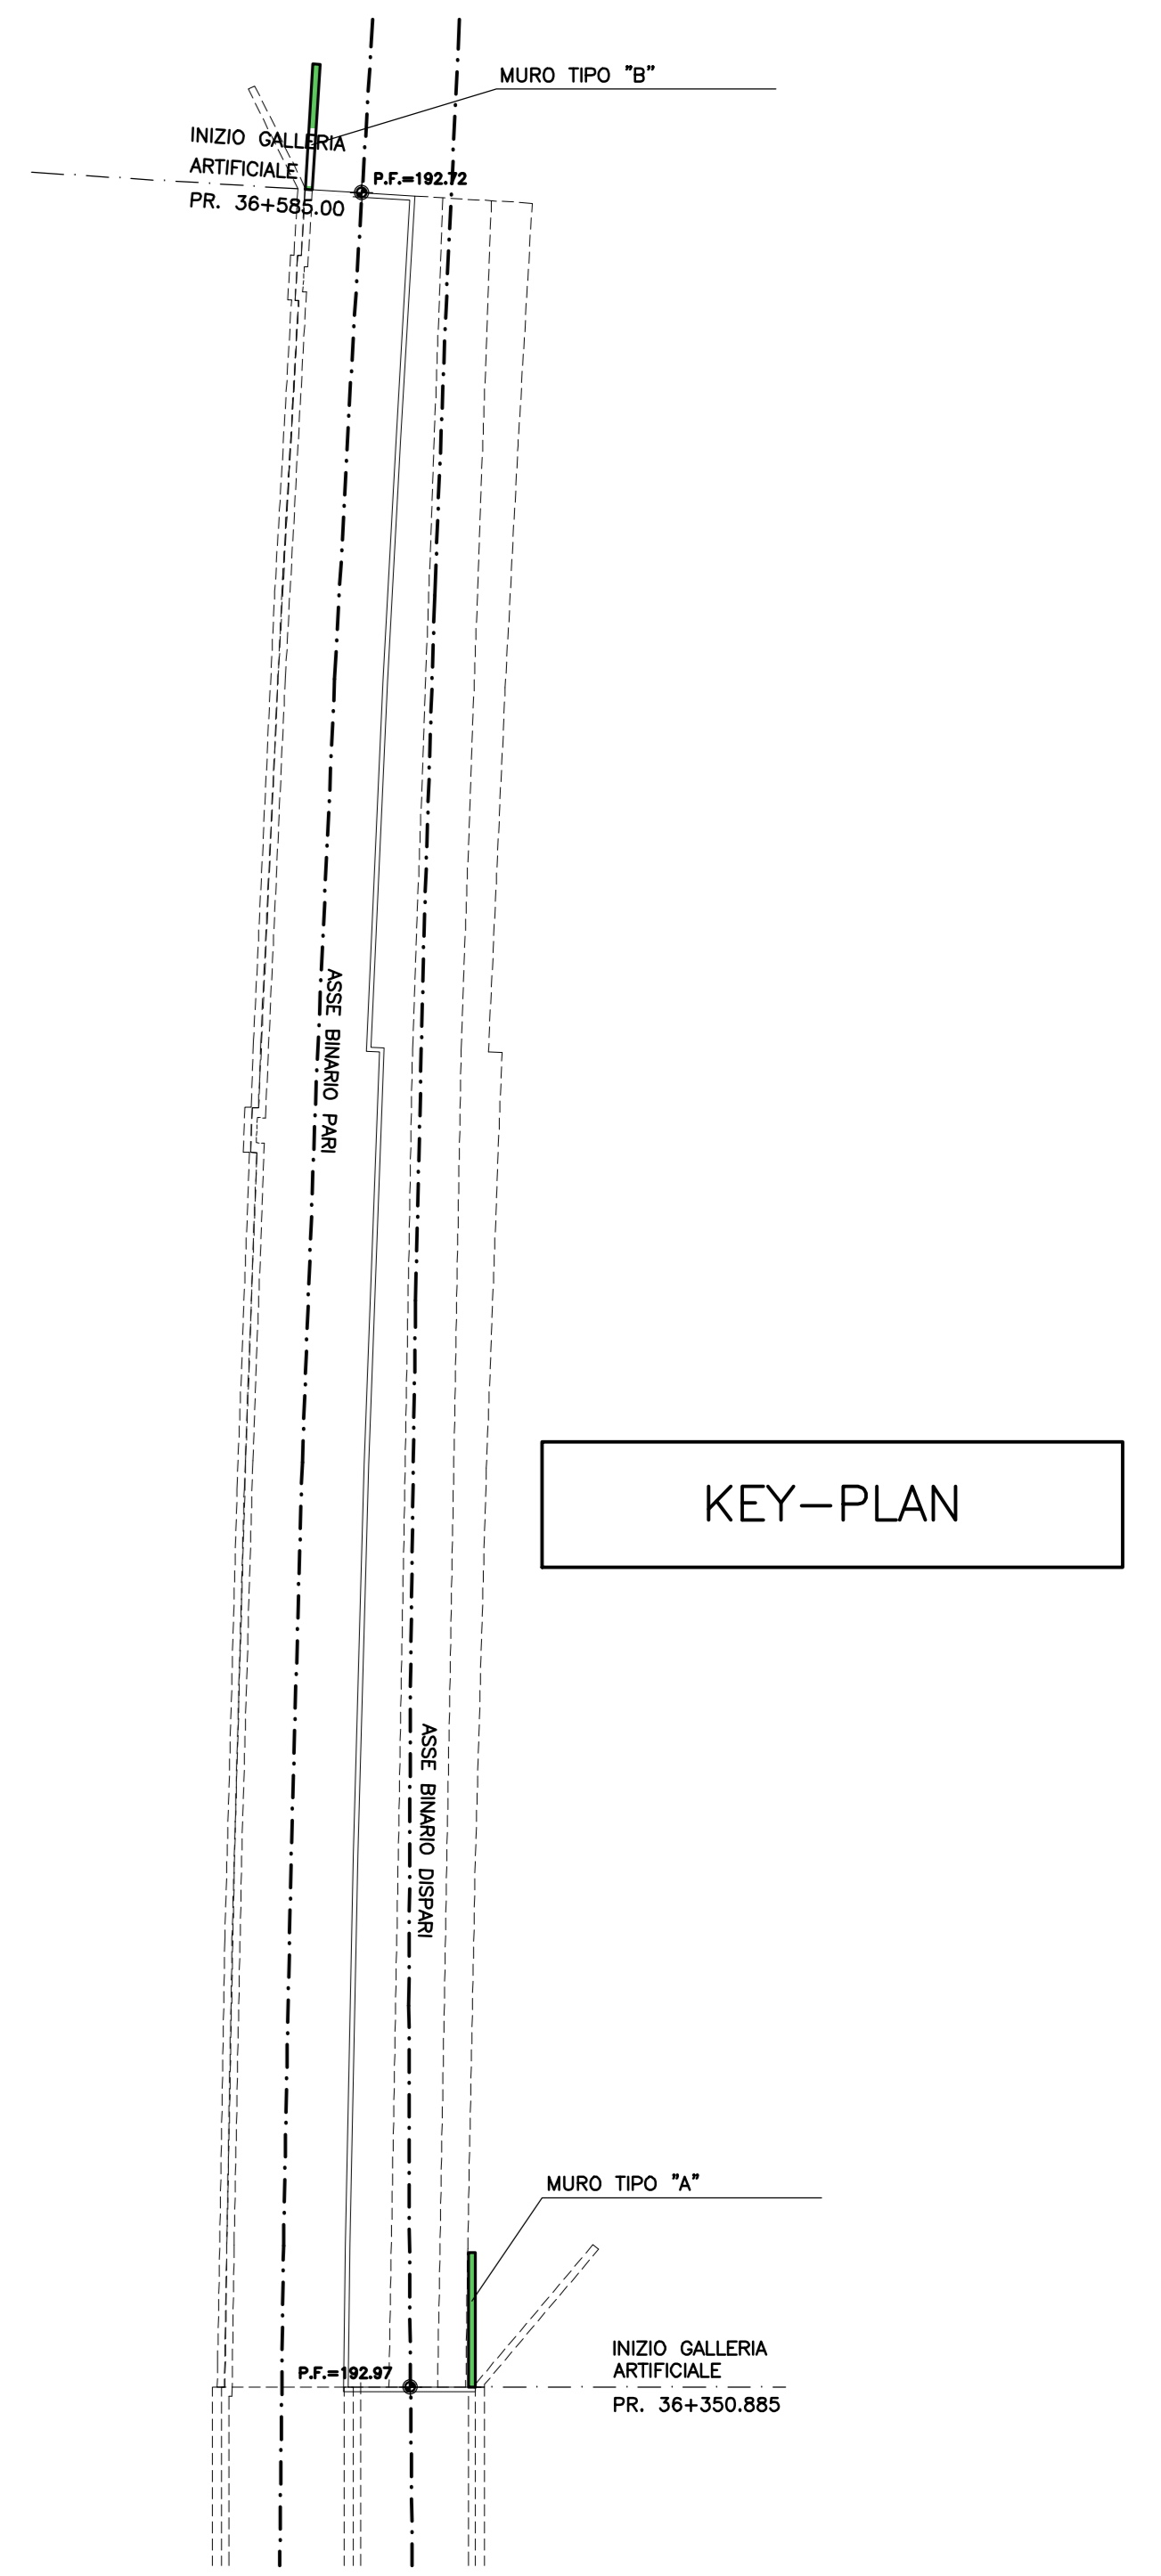 MURO TIPO "B"
INIZIO GALLERIA
ARTIFICIALE
PR. 36+585.00
P.F.=192.72
ASSE BINARIO PARI
KEY-PLAN
ASSE BINARIO DISPARI
MURO TIPO "A"
P.F.=192.97
INIZIO GALLERIA
ARTIFICIALE
PR. 36+350.885